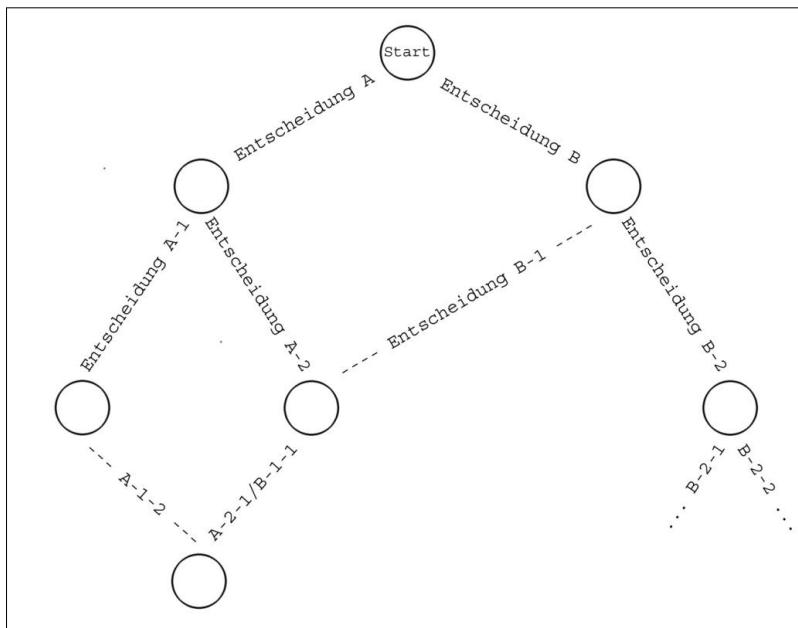 Start
Entscheidung A
Entscheidung B
Entscheidung A-1
Entscheidung A-2
---- Entscheidung B-1 ----
Entscheidung B-2
--- A-1-2 ---
A-2-1/B-1-1
... B-2-1
B-2-2 ...